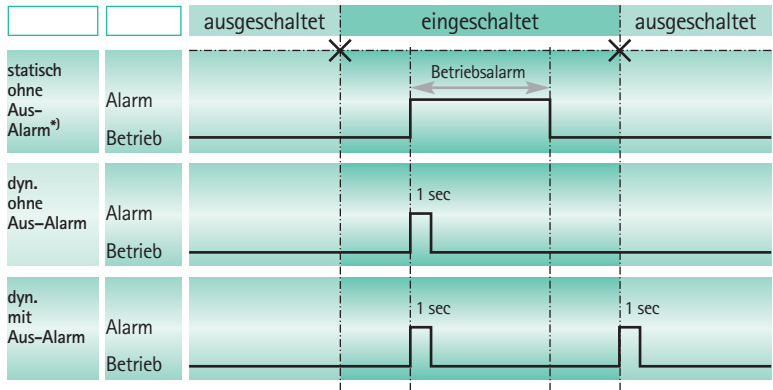 ausgeschaltet eingeschaltet ausgeschaltet
statisch
ohne
Aus-
Alarm*)
Alarm
Betrieb
Betriebsalarm
dyn.
ohne
Aus–Alarm
Alarm
Betrieb
1 sec
dyn.
mit
Aus-Alarm
Alarm
Betrieb
1 sec
1 sec